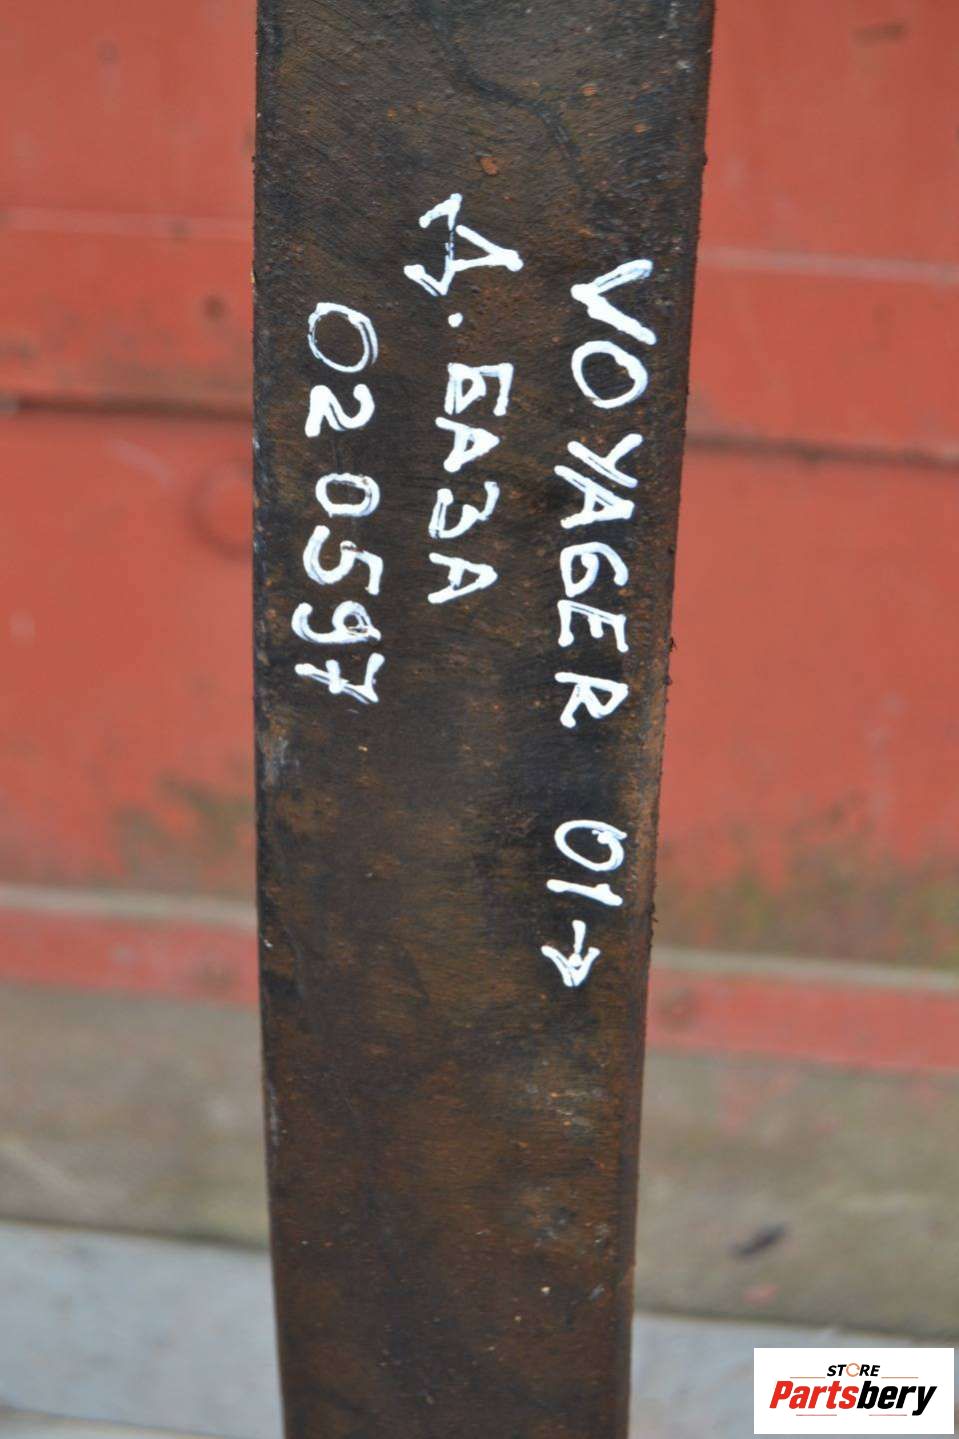 VOYAGER 01→
Д. БАЗА
020597
STORE
Partsbery